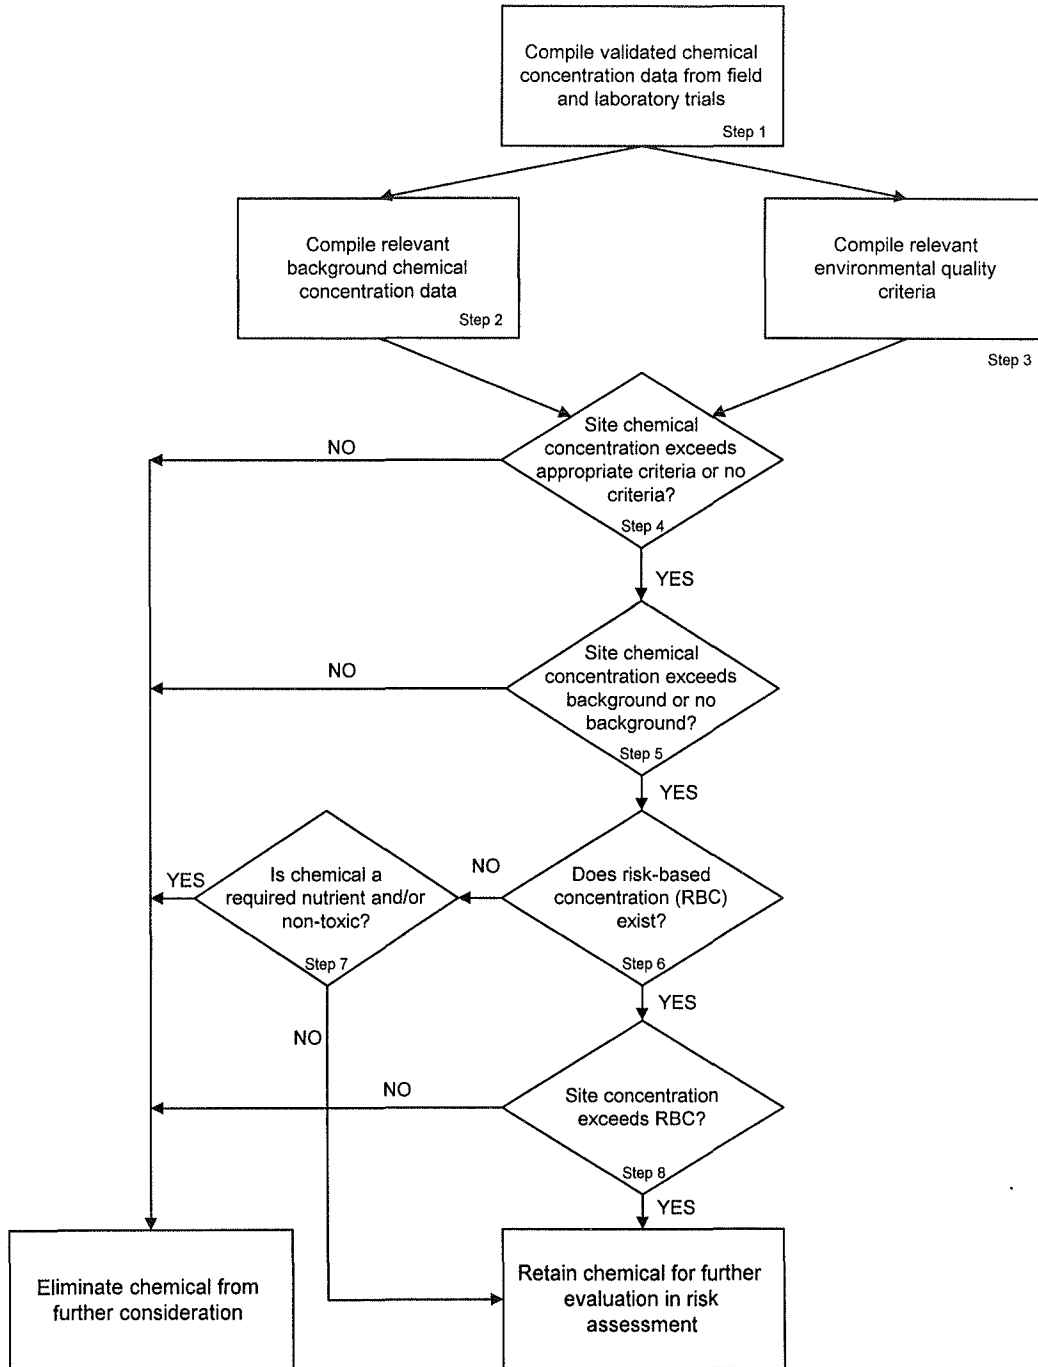 Compile validated chemical
concentration data from field
and laboratory trials
Step 1
Compile relevant
background chemical
concentration data
Step 2
Compile relevant
environmental quality
criteria
Step 3
Site chemical
concentration exceeds
appropriate criteria or no
criteria?
Step 4
NO
YES
Site chemical
concentration exceeds
background or no
background?
Step 5
NO
YES
Does risk-based
concentration (RBC)
exist?
Step 6
NO
YES
Is chemical a
required nutrient and/or
non-toxic?
Step 7
YES
NO
Site concentration
exceeds RBC?
Step 8
NO
YES
Eliminate chemical from
further consideration
Retain chemical for further
evaluation in risk
assessment